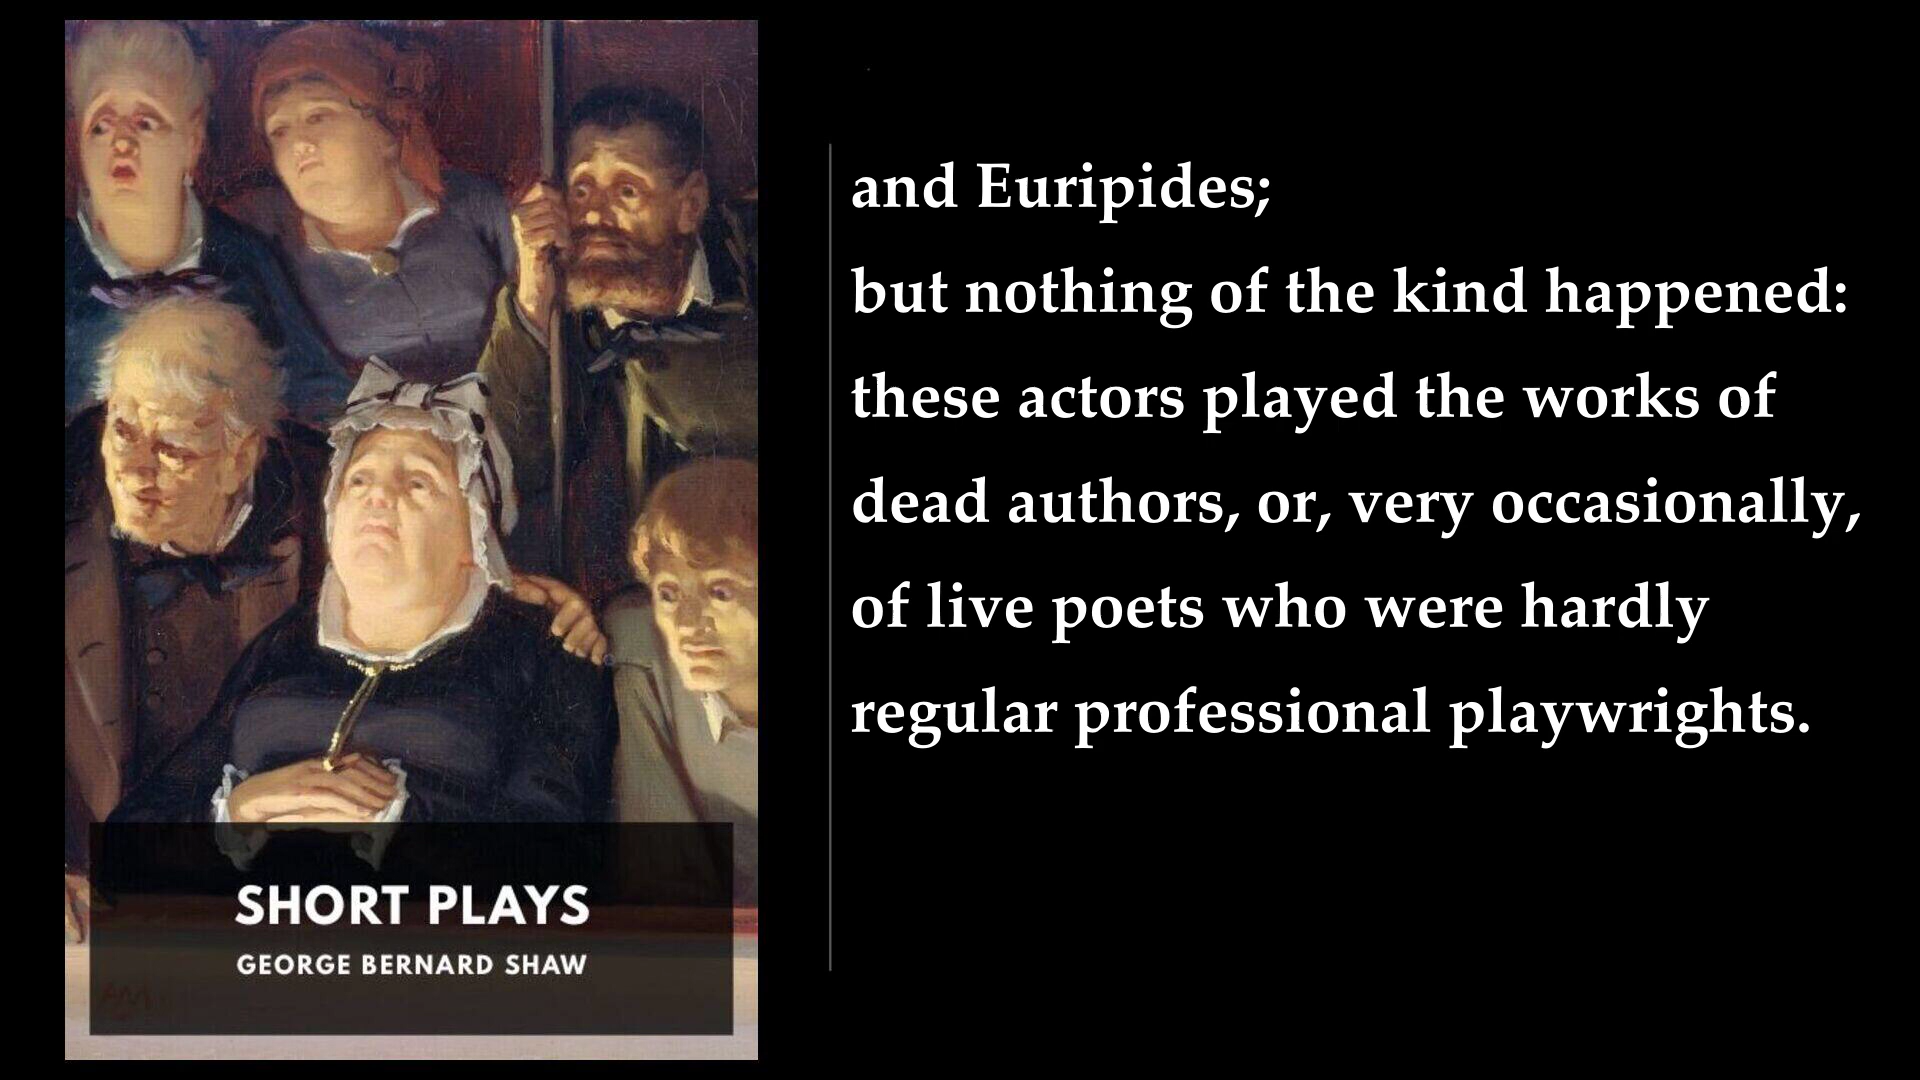 SHORT PLAYS
GEORGE BERNARD SHAW
and Euripides;
but nothing of the kind happened:
these actors played the works of
dead authors, or, very occasionally,
of live poets who were hardly
regular professional playwrights.